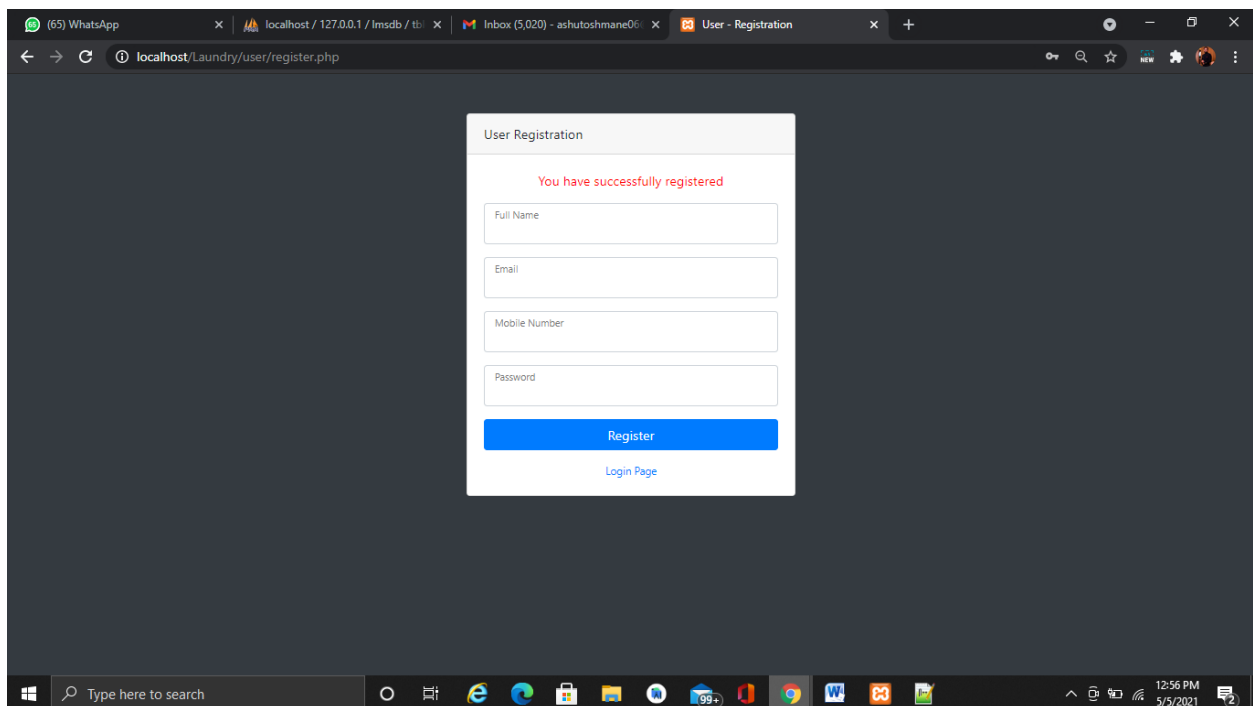 65
(65) WhatsApp
localhost / 127.0.0.1 / lmsdb / tbl
Inbox (5,020) - ashutoshmane06
User - Registration
localhost/Laundry/user/register.php
NEW
User Registration
You have successfully registered
Full Name
Email
Mobile Number
Password
Register
Login Page
Type here to search
99+
12:56 PM
5/5/2021
2